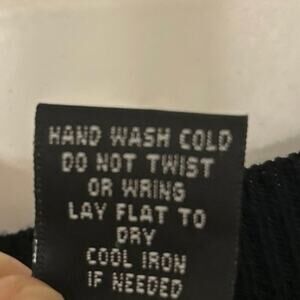 HAND WASH COLD
DO NOT TWIST
OR WRING
LAY FLAT TO
DRY
COOL IRON
IF NEEDED